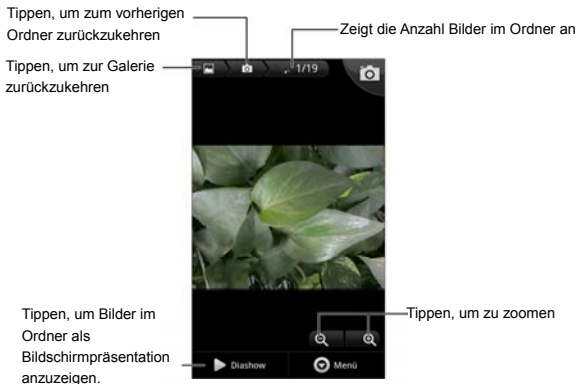 Tippen, um zum vorherigen
Ordner zurückzukehren
Zeigt die Anzahl Bilder im Ordner an
Tippen, um zur Galerie
zurückzukehren
1/19
Tippen, um Bilder im
Ordner als
Bildschirmpräsentation
anzuzeigen.
Tippen, um zu zoomen
Diashow
Menü